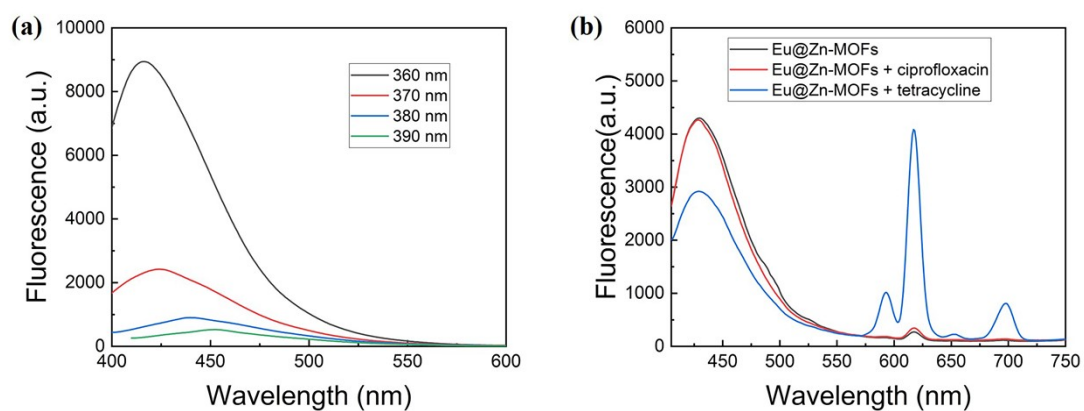 (a)
10000
8000
6000
4000
2000
0
400
450
500
550
600
Fluorescence (a.u.)
Wavelength (nm)
360 nm
370 nm
380 nm
390 nm
(b)
6000
5000
4000
3000
2000
1000
0
450
500
550
600
650
700
750
Fluorescence(a.u.)
Wavelength (nm)
Eu@Zn-MOFs
Eu@Zn-MOFs + ciprofloxacin
Eu@Zn-MOFs + tetracycline